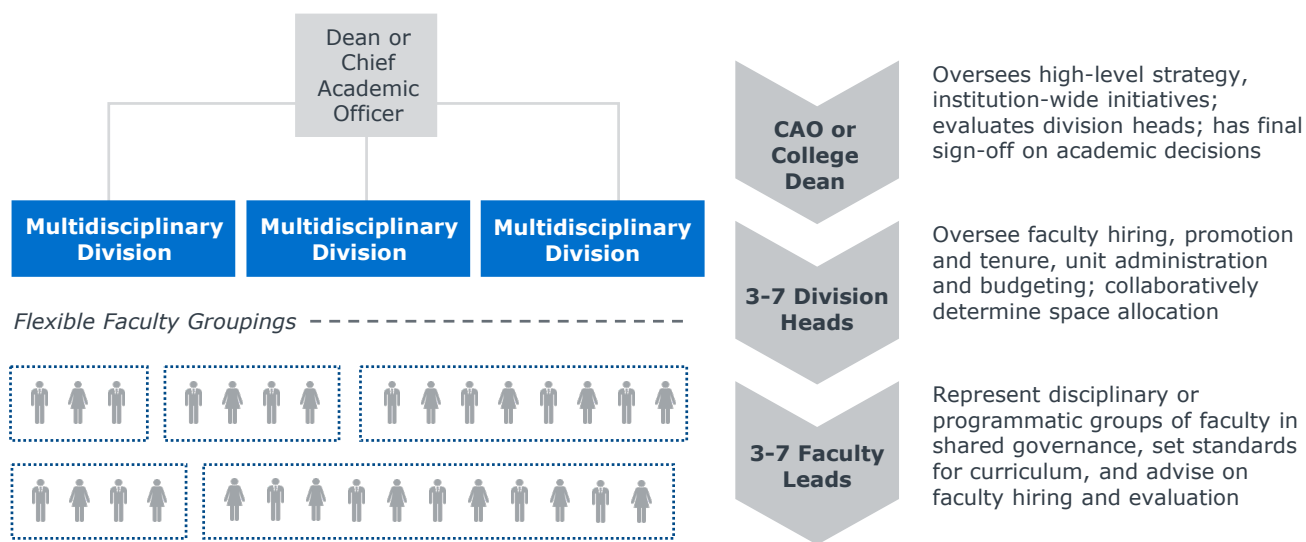 Dean or
Chief
Academic
Officer
Multidisciplinary
Division
Multidisciplinary
Division
Multidisciplinary
Division
Flexible Faculty Groupings
CAO or
College
Dean
Oversees high-level strategy,
institution-wide initiatives;
evaluates division heads; has final
sign-off on academic decisions
3-7 Division
Heads
Oversee faculty hiring, promotion
and tenure, unit administration
and budgeting; collaboratively
determine space allocation
3-7 Faculty
Leads
Represent disciplinary or
programmatic groups of faculty in
shared governance, set standards
for curriculum, and advise on
faculty hiring and evaluation